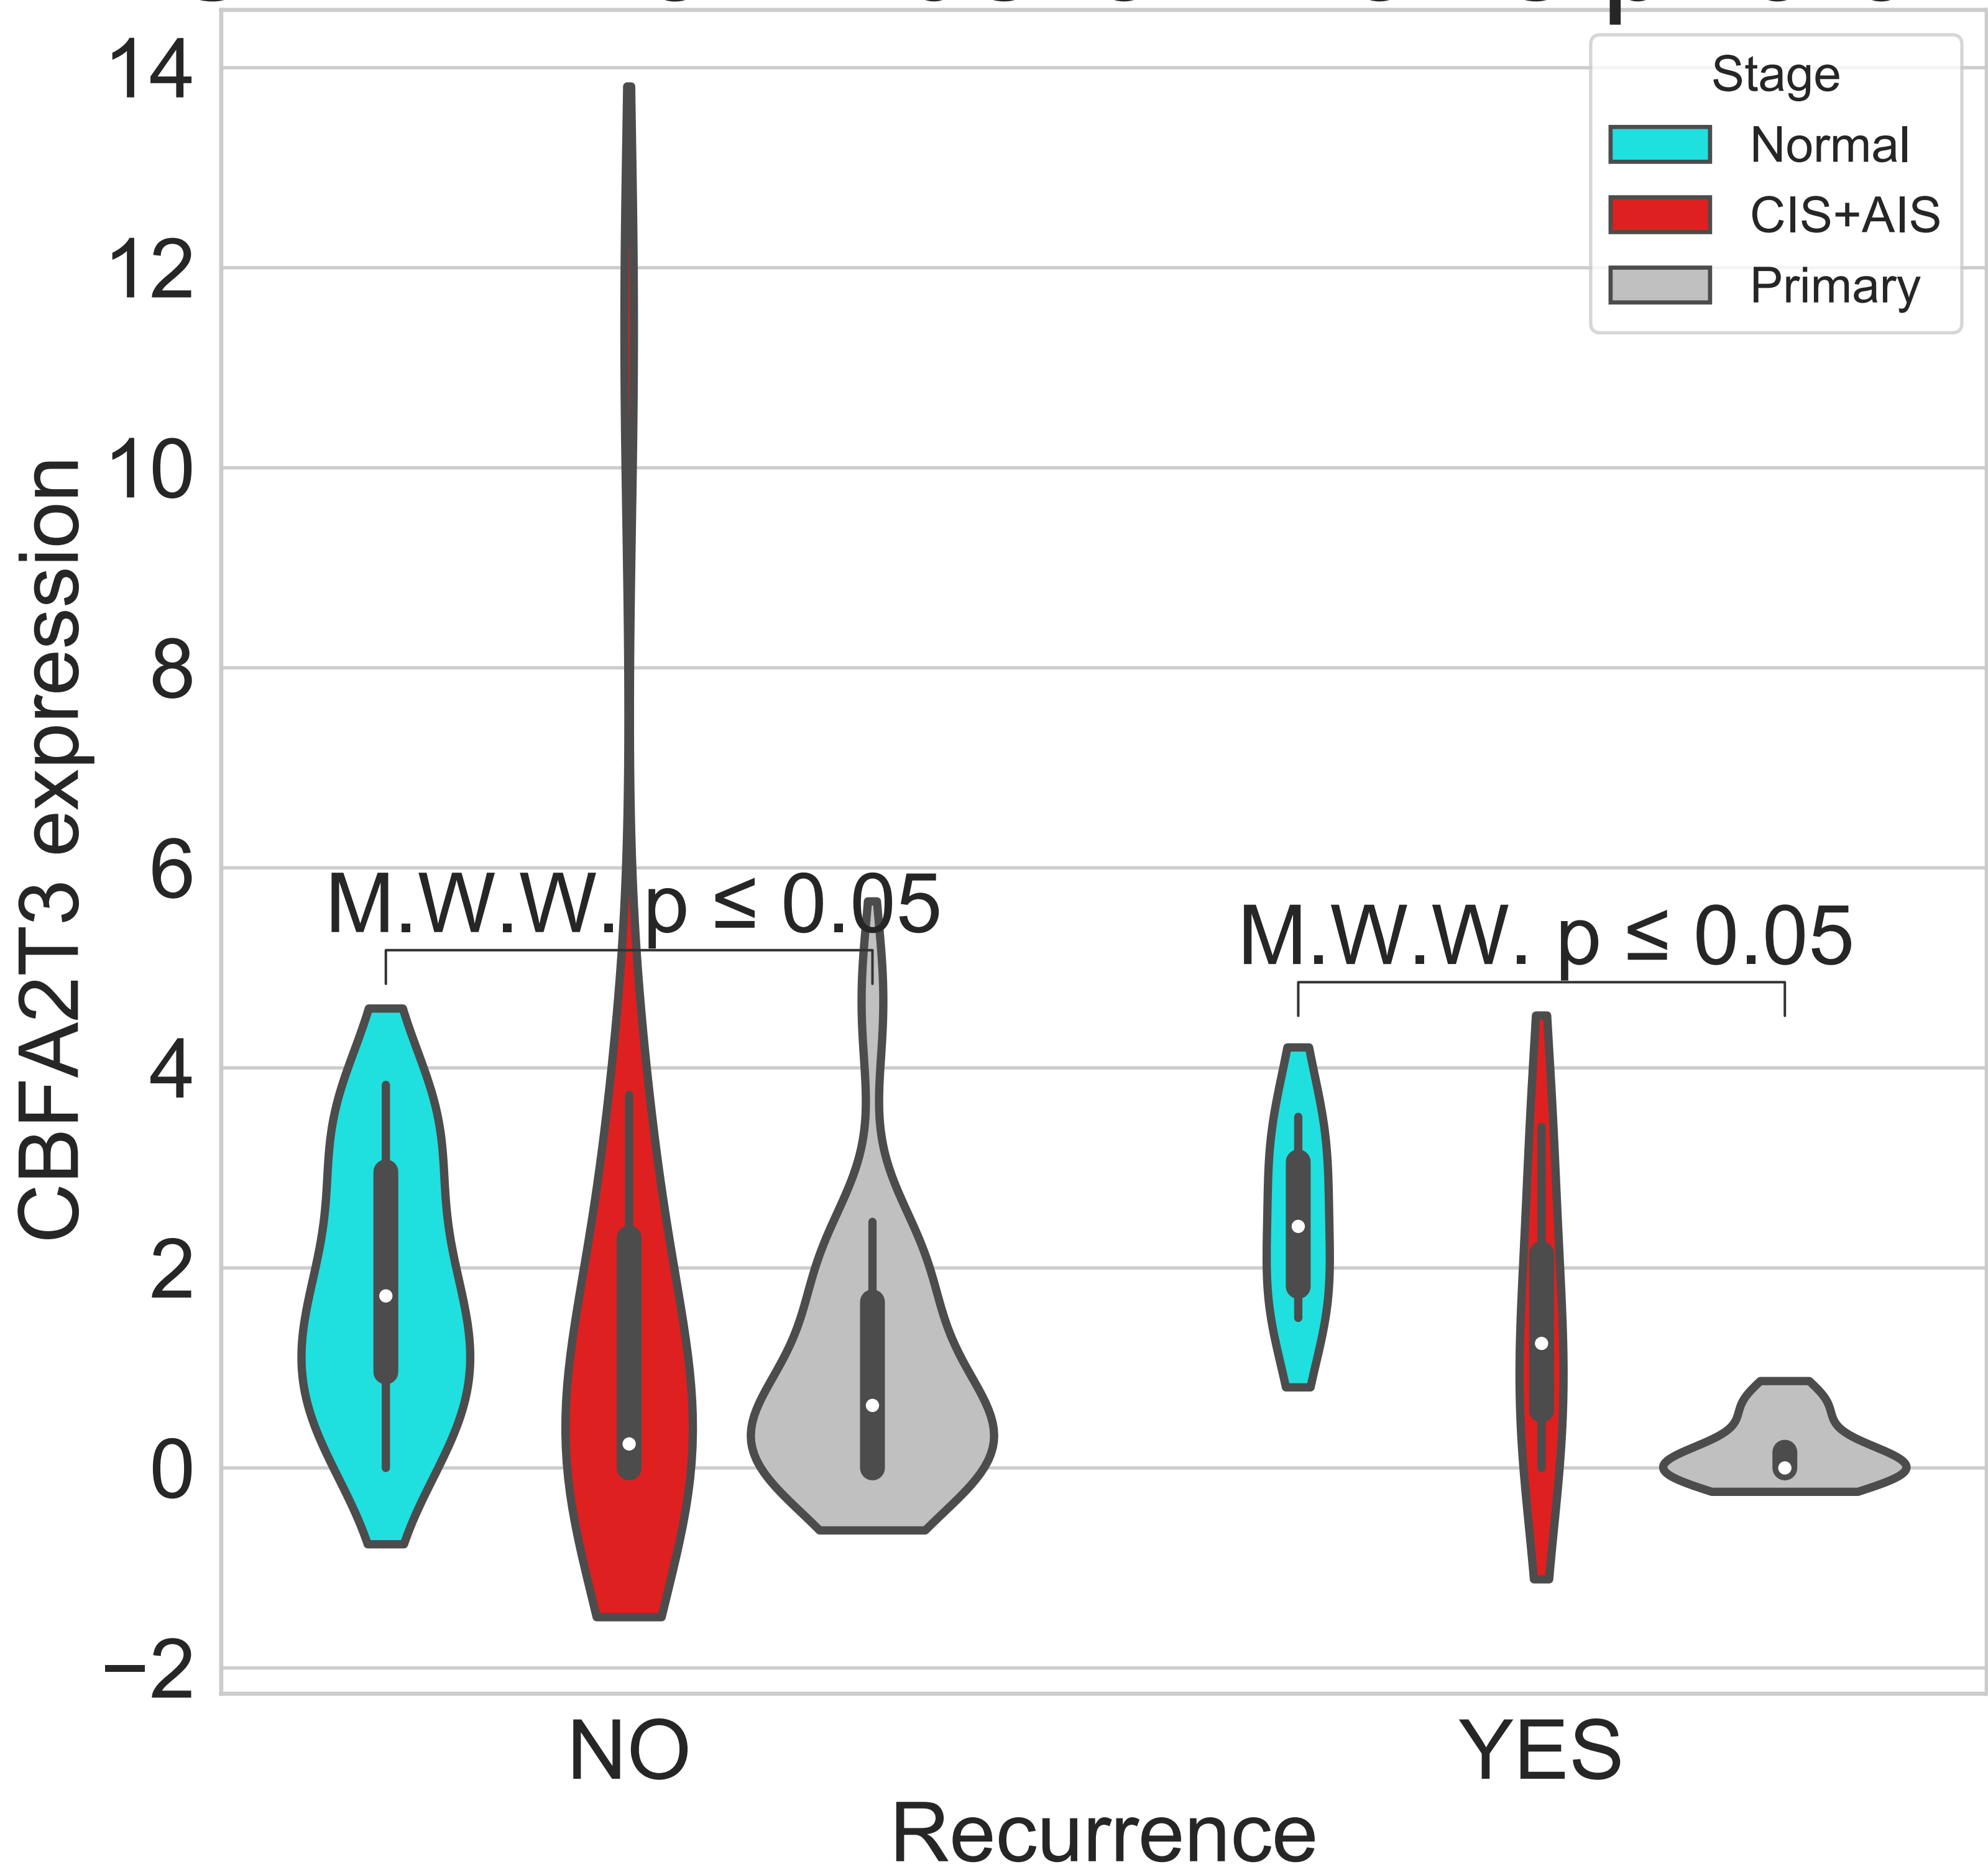 14
12
10
8
6
4
2
0
−2
CBFA2T3 expression
Stage
Normal
CIS+AIS
Primary
M.W.W. p ≤ 0.05
M.W.W. p ≤ 0.05
NO
YES
Recurrence